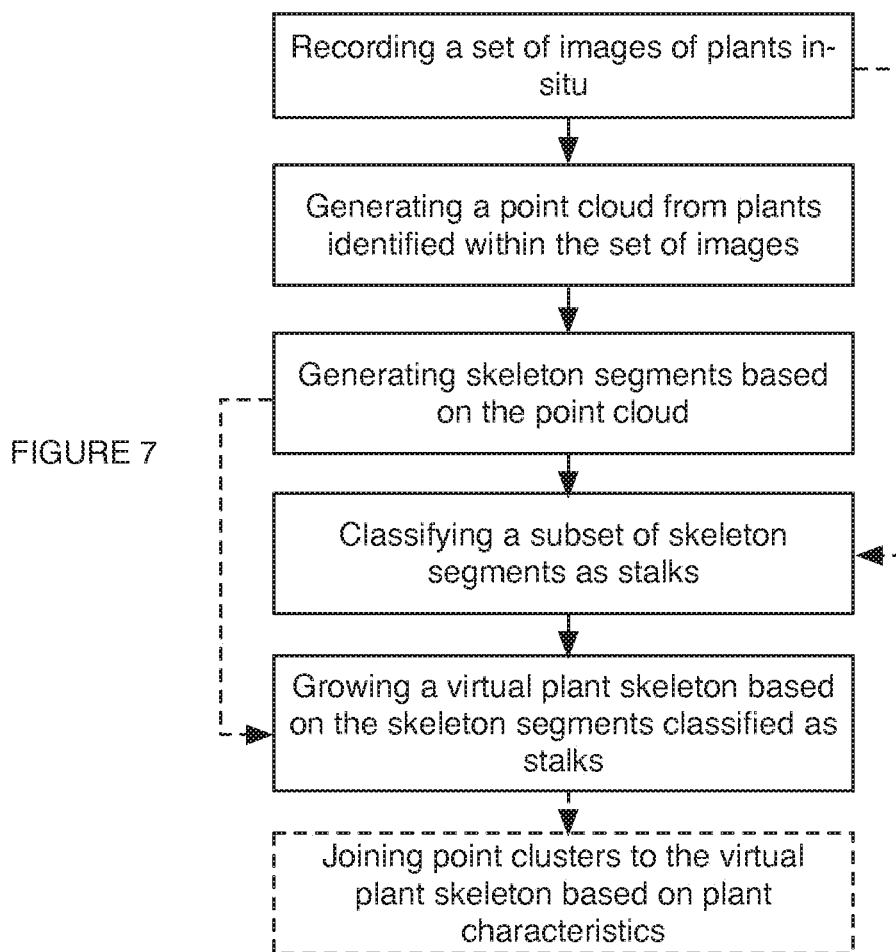 Recording a set of images of plants in-
situ
Generating a point cloud from plants
identified within the set of images
Generating skeleton segments based
on the point cloud
FIGURE 7
Classifying a subset of skeleton
segments as stalks
Growing a virtual plant skeleton based
on the skeleton segments classified as
stalks
Joining point clusters to the virtual
plant skeleton based on plant
characteristics